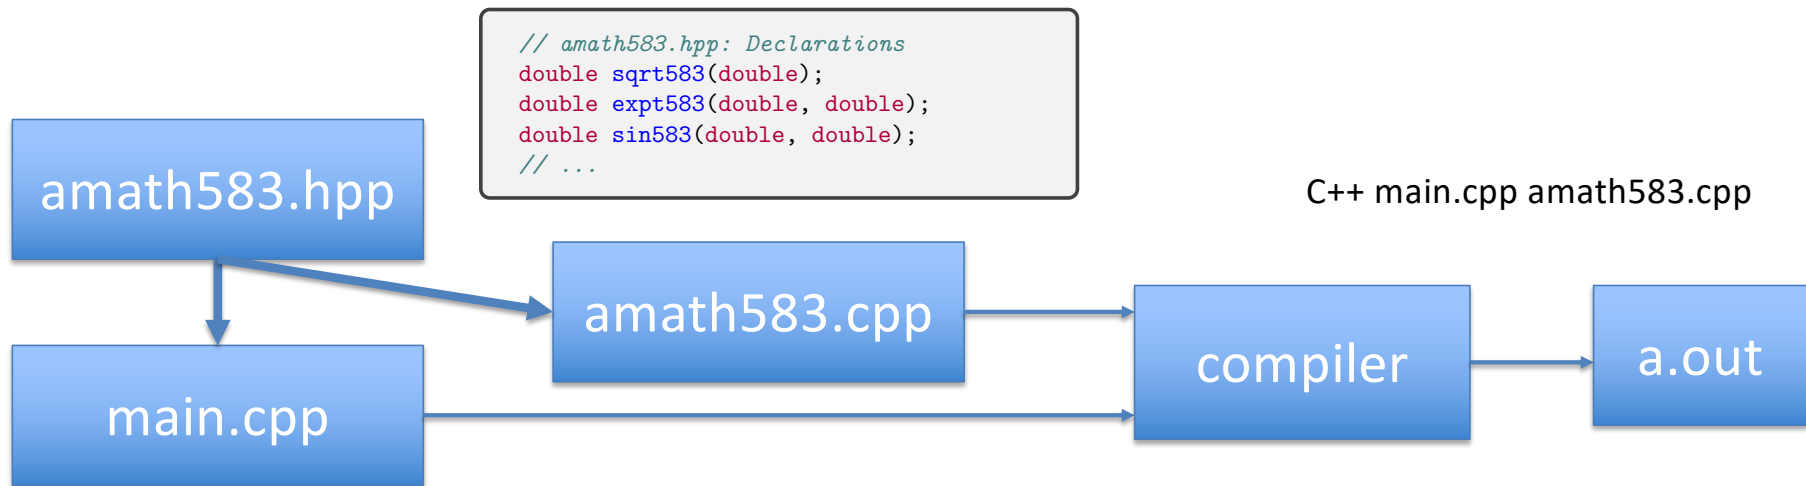 // amath583.hpp: Declarations
double sqrt583(double);
double expt583(double, double);
double sin583(double, double);
// ...
amath583.hpp
C++ main.cpp amath583.cpp
amath583.cpp
compiler
a.out
main.cpp